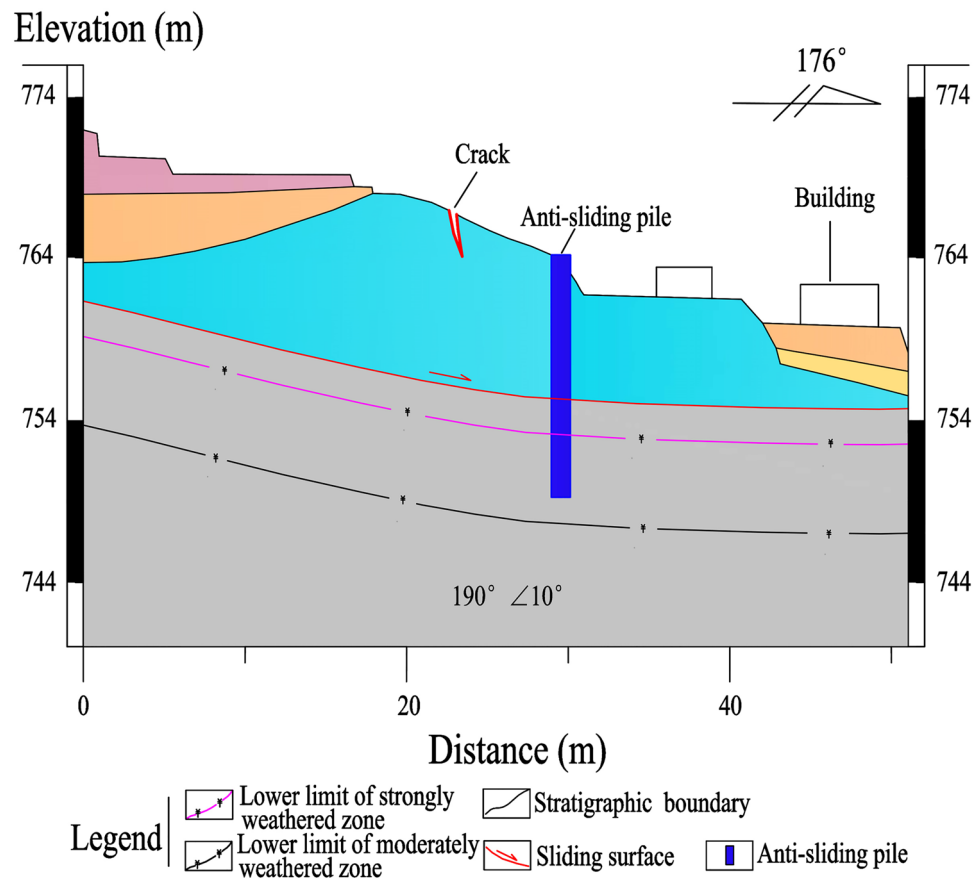 Elevation (m)
176°
774
774
Crack
Building
Anti-sliding pile
764
764
754
754
744
744
190° ∠10°
0
20
40
Distance (m)
Legend
Lower limit of strongly
weathered zone
Stratigraphic boundary
Lower limit of moderately
weathered zone
Sliding surface
Anti-sliding pile